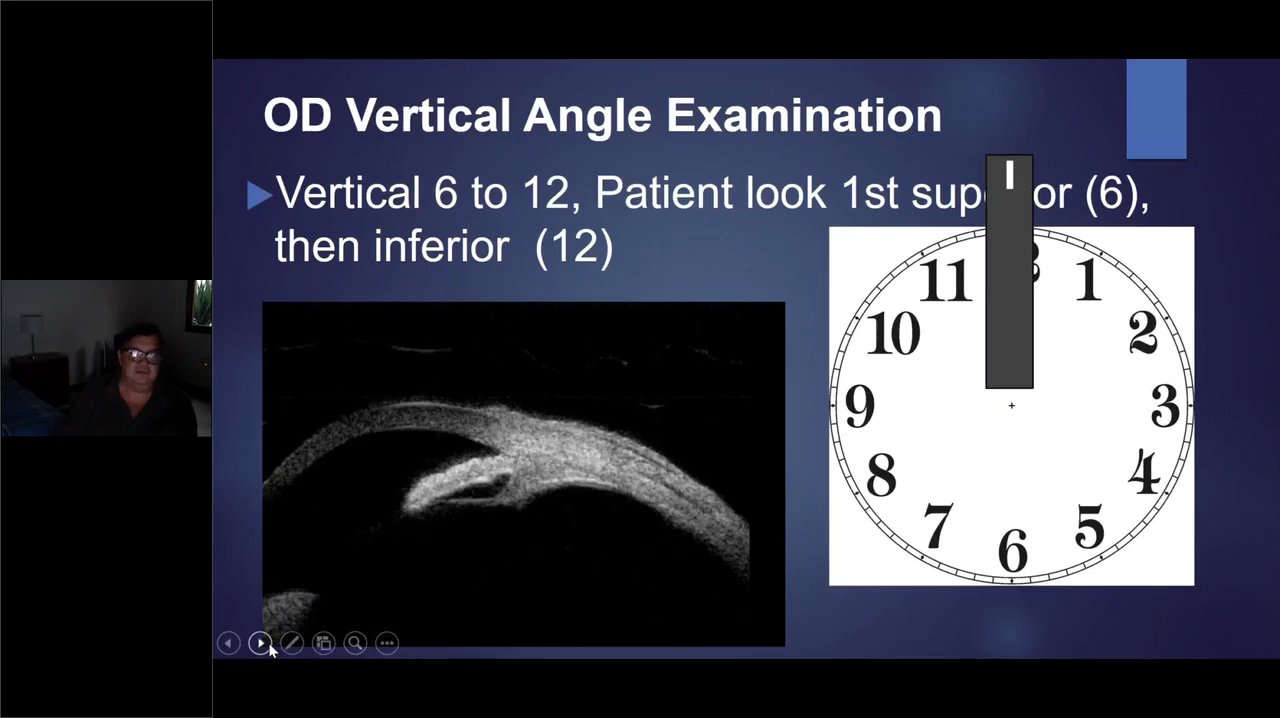 OD Vertical Angle Examination
Vertical 6 to 12, Patient look 1st sup or (6),
then inferior (12)
11 1
10 2
9 3
8 4
7 5
6